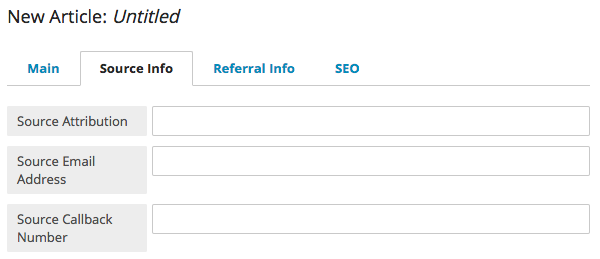 New Article: Untitled
Main Source Info Referral Info SEO
Source Attribution
Source Email
Address
Source Callback
Number